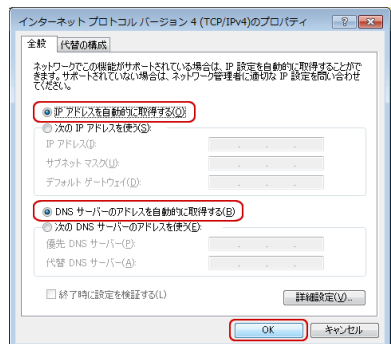 インターネット プロトコル バージョン 4 (TCP/IPv4)のプロパティ
全般 代替の構成
ネットワークでこの機能がサポートされている場合は、IP 設定を自動的に取得することがで
きます。サポートされていない場合は、ネットワーク管理者に適切な IP 設定を問い合わせ
てください。
IP アドレスを自動的に取得する(O)
次の IP アドレスを使う(S):
IP アドレス(I):
サブネット マスク(U):
デフォルト ゲートウェイ(D):
DNS サーバーのアドレスを自動的に取得する(B)
次の DNS サーバーのアドレスを使う(E):
優先 DNS サーバー(P):
代替 DNS サーバー(A):
終了時に設定を検証する(L)
詳細設定(V)...
OK キャンセル